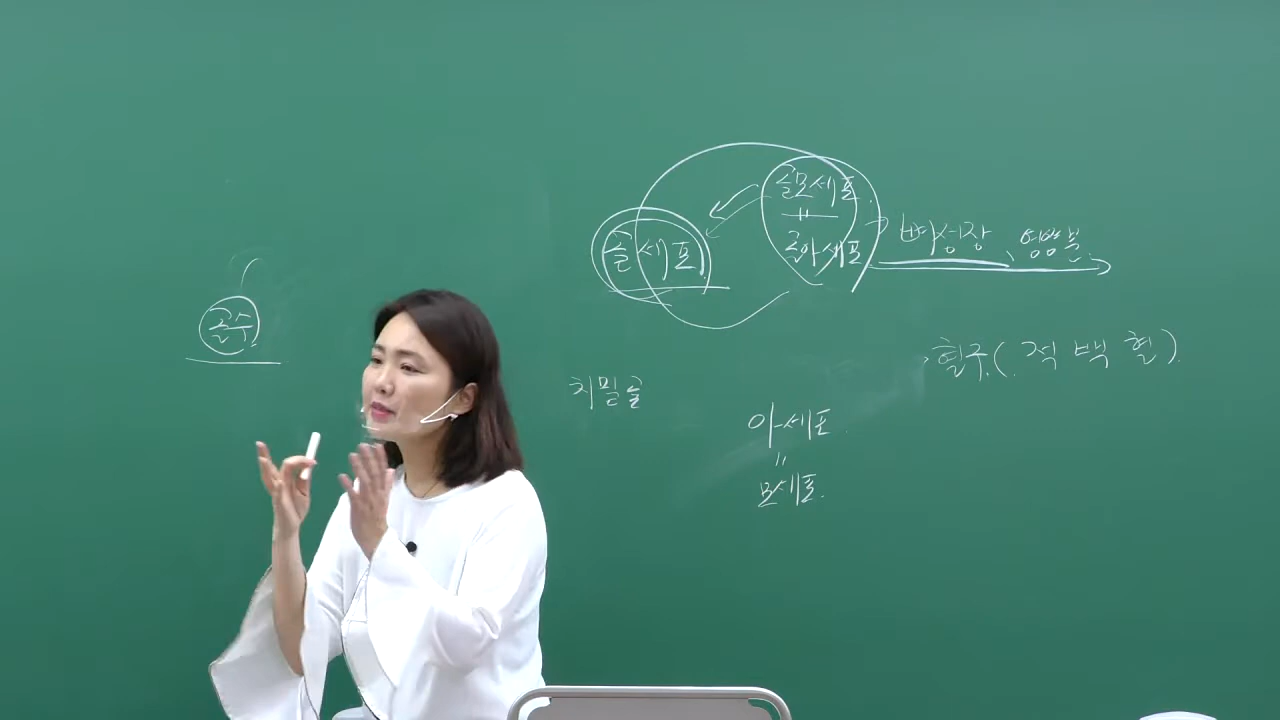 골모세포
=
골아세포
골세포
뼈성장, 영양분
골수
혈구( 적 백 혈 ).
치밀골
아세포
=
모세포.